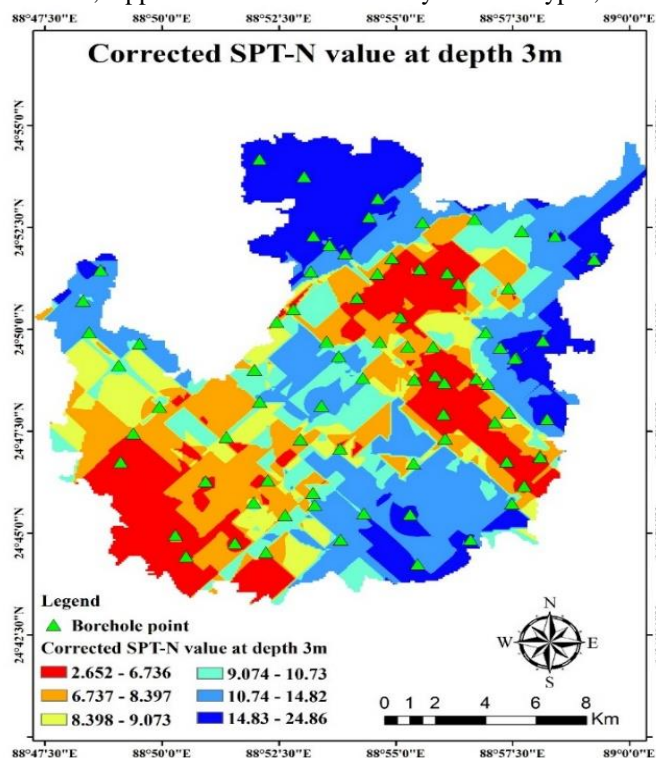 88°47'30"E 88°50'0"E 88°52'30"E 88°55'0"E 88°57'30"E 89°0'0"E
Corrected SPT-N value at depth 3m
24°55'0"N
24°52'30"N
24°50'0"N
24°47'30"N
24°45'0"N
24°42'30"N
Legend
Borehole point
Corrected SPT-N value at depth 3m
2.652 - 6.736
6.737 - 8.397
8.398 - 9.073
9.074 - 10.73
10.74 - 14.82
14.83 - 24.86
N
W E
S
0 1 2 4 6 8
Km
88°47'30"E 88°50'0"E 88°52'30"E 88°55'0"E 88°57'30"E 89°0'0"E